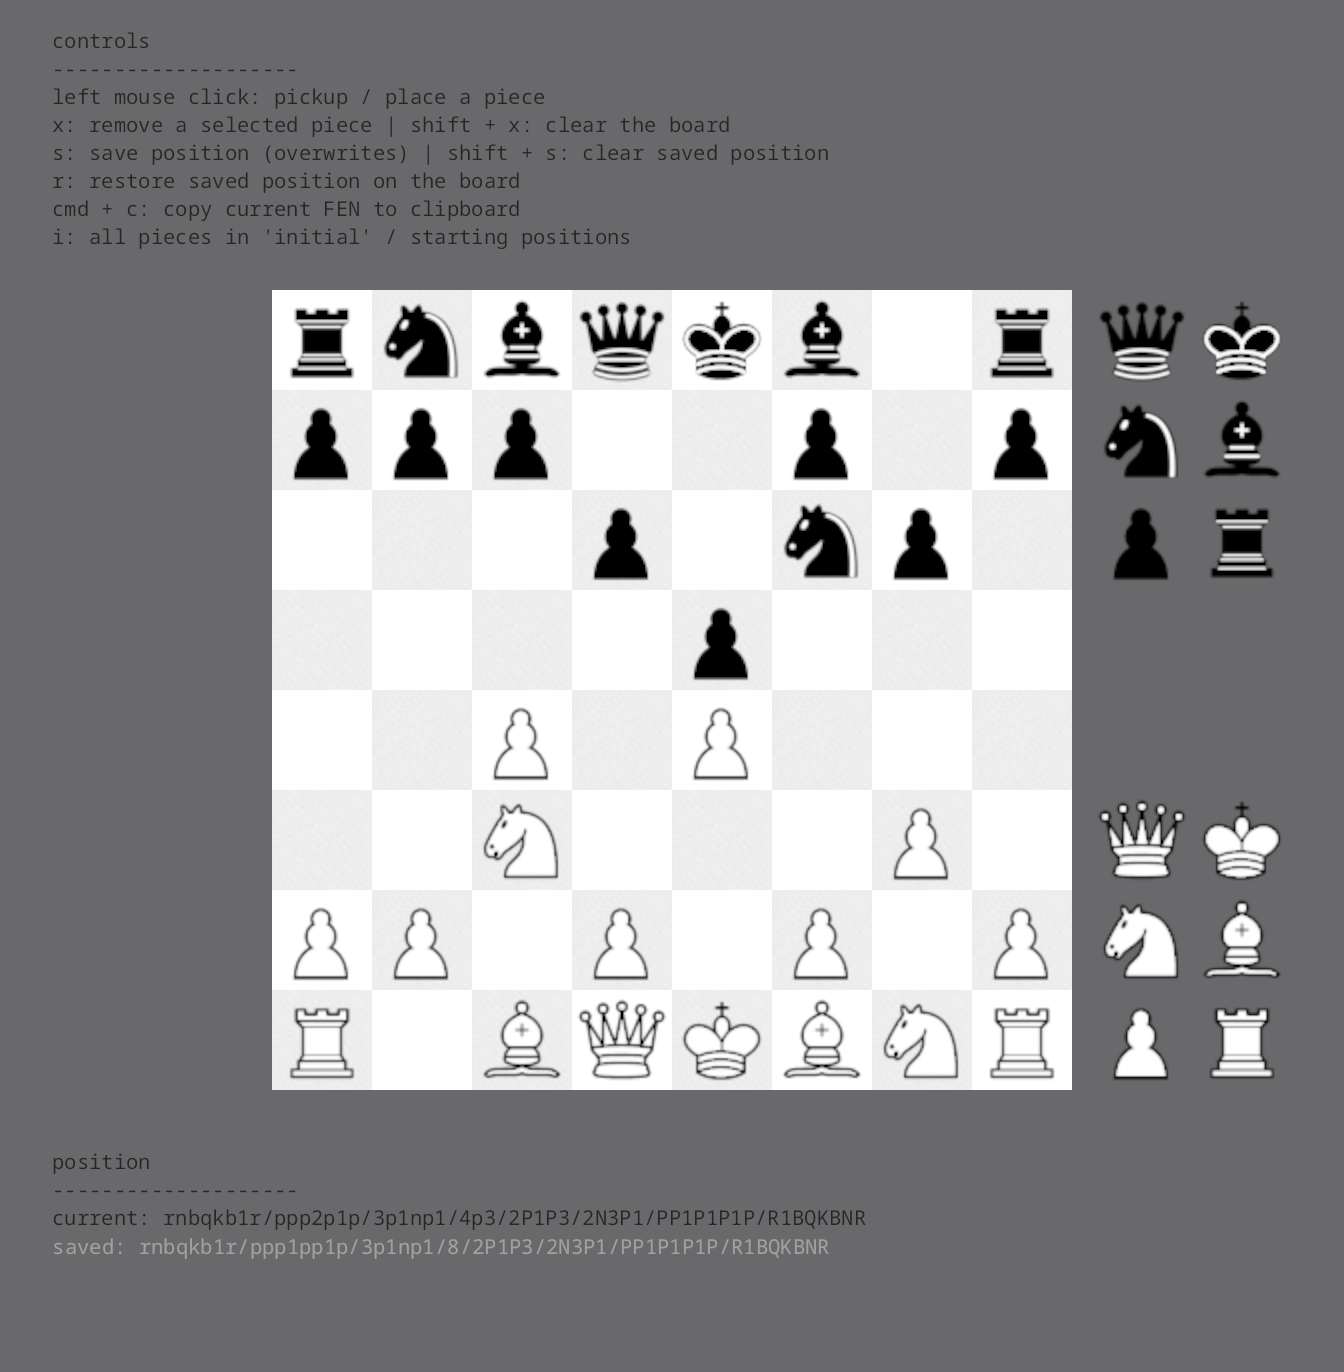 controls
--------------------
left mouse click: pickup / place a piece
x: remove a selected piece | shift + x: clear the board
s: save position (overwrites) | shift + s: clear saved position
r: restore saved position on the board
cmd + c: copy current FEN to clipboard
i: all pieces in 'initial' / starting positions
position
--------------------
current: rnbqkb1r/ppp2p1p/3p1np1/4p3/2P1P3/2N3P1/PP1P1P1P/R1BQKBNR
saved: rnbqkb1r/ppp1pp1p/3p1np1/8/2P1P3/2N3P1/PP1P1P1P/R1BQKBNR